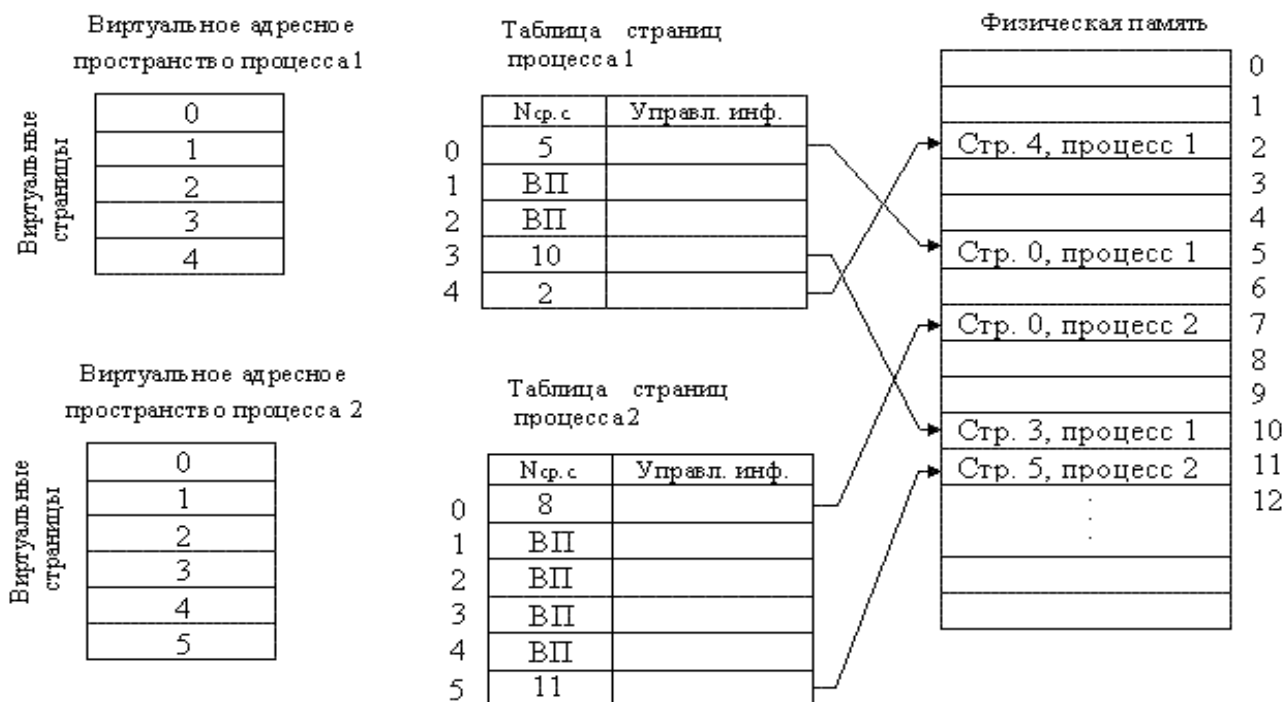 Виртуальное адресное
пространство процесса 1
Виртуальные
страницы
0
1
2
3
4
Таблица страниц
процесса 1
Nср. с Управл. инф.
0 5
1 ВП
2 ВП
3 10
4 2
Физическая память
0
1
Стр. 4, процесс 1 2
3
4
Стр. 0, процесс 1 5
6
Стр. 0, процесс 2 7
8
9
Стр. 3, процесс 1 10
Стр. 5, процесс 2 11
12
Виртуальное адресное
пространство процесса 2
Виртуальные
страницы
0
1
2
3
4
5
Таблица страниц
процесса 2
Nср. с Управл. инф.
0 8
1 ВП
2 ВП
3 ВП
4 ВП
5 11